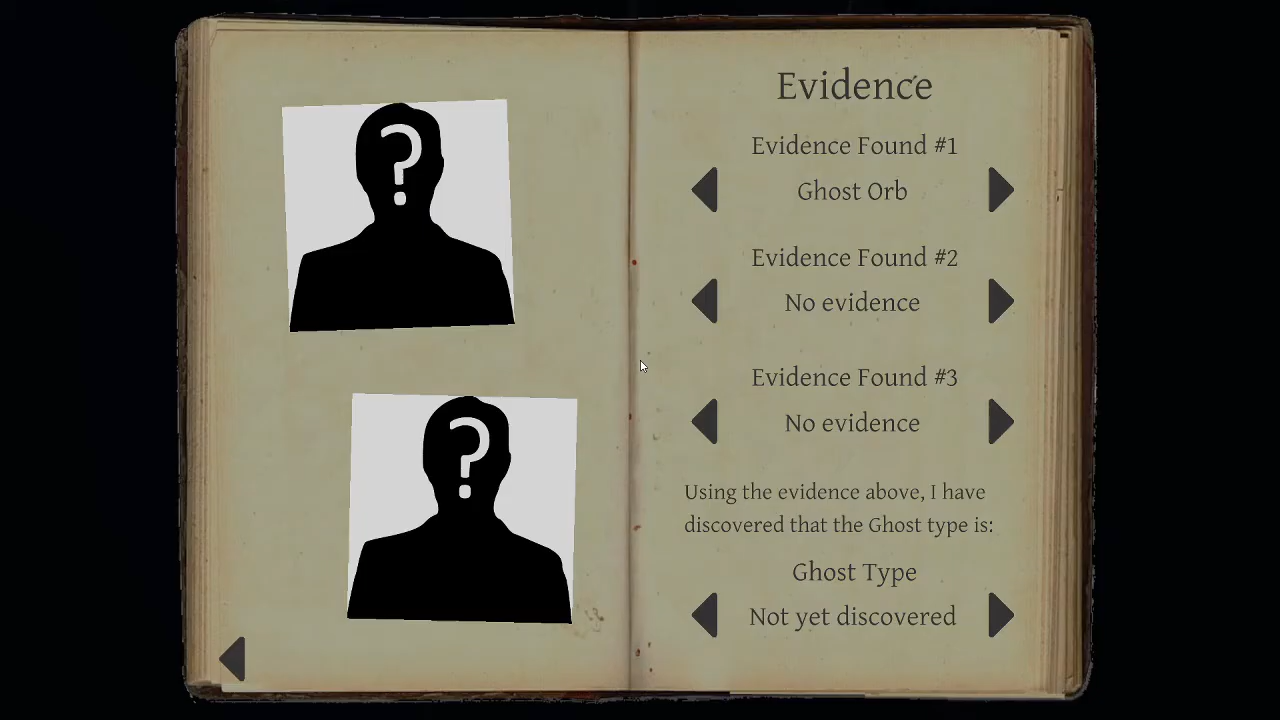 ?
?
Evidence
Evidence Found #1
Ghost Orb
Evidence Found #2
No evidence
Evidence Found #3
No evidence
Using the evidence above, I have
discovered that the Ghost type is:
Ghost Type
Not yet discovered